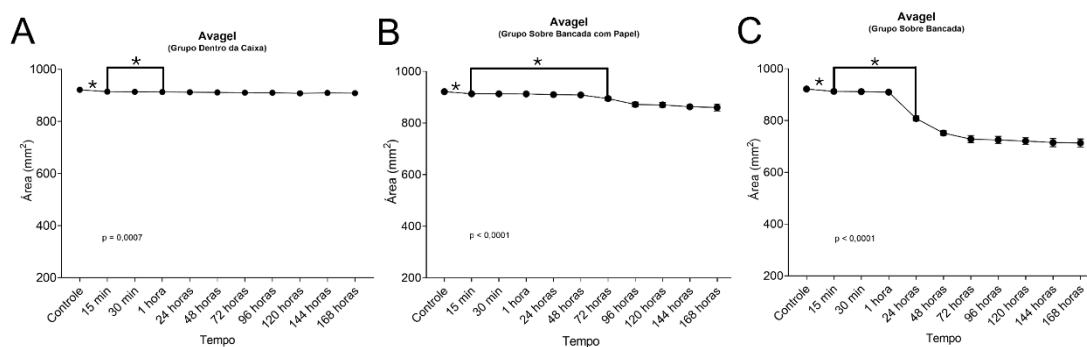 A
Avagel
(Grupo Dentro da Caixa)
*
*
1000
800
600
400
200
Área (mm²)
p = 0,0007
Controle
15 min
30 min
1 hora
24 horas
48 horas
72 horas
96 horas
120 horas
144 horas
168 horas
Tempo
B
Avagel
(Grupo Sobre Bancada com Papel)
*
*
1000
800
600
400
200
Área (mm²)
p < 0,0001
Controle
15 min
30 min
1 hora
24 horas
48 horas
72 horas
96 horas
120 horas
144 horas
168 horas
Tempo
C
Avagel
(Grupo Sobre Bancada)
*
*
1000
800
600
400
200
Área (mm²)
p <0,0001
Controle
15 min
30 min
1 hora
24 horas
48 horas
72 horas
96 horas
120 horas
144 horas
168 horas
Tempo